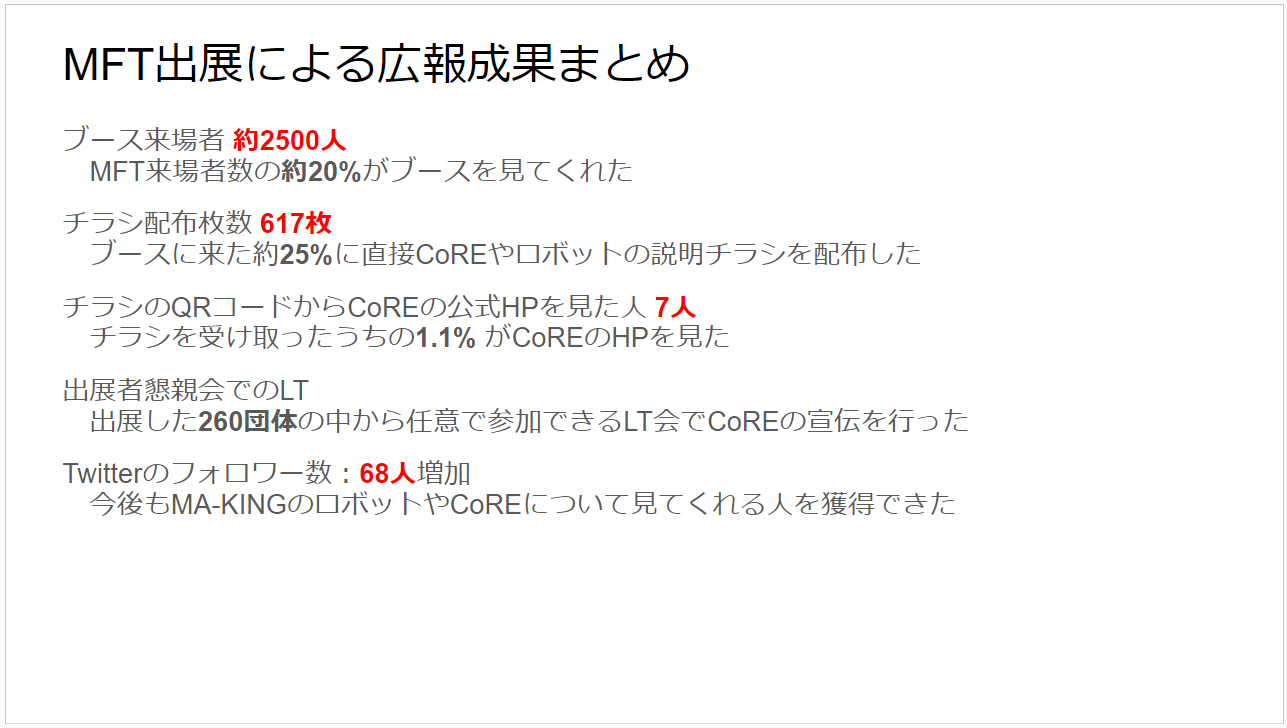 MFT出展による広報成果まとめ
ブース来場者 約2500人
MFT来場者数の約20%がブースを見てくれた
チラシ配布枚数 617枚
ブースに来た約25%に直接CoREやロボットの説明チラシを配布した
チラシのQRコードからCoREの公式HPを見た人 7人
チラシを受け取ったうちの1.1% がCoREのHPを見た
出展者懇親会でのLT
出展した260団体の中から任意で参加できるLT会でCoREの宣伝を行った
Twitterのフォロワー数：68人増加
今後もMA-KINGのロボットやCoREについて見てくれる人を獲得できた